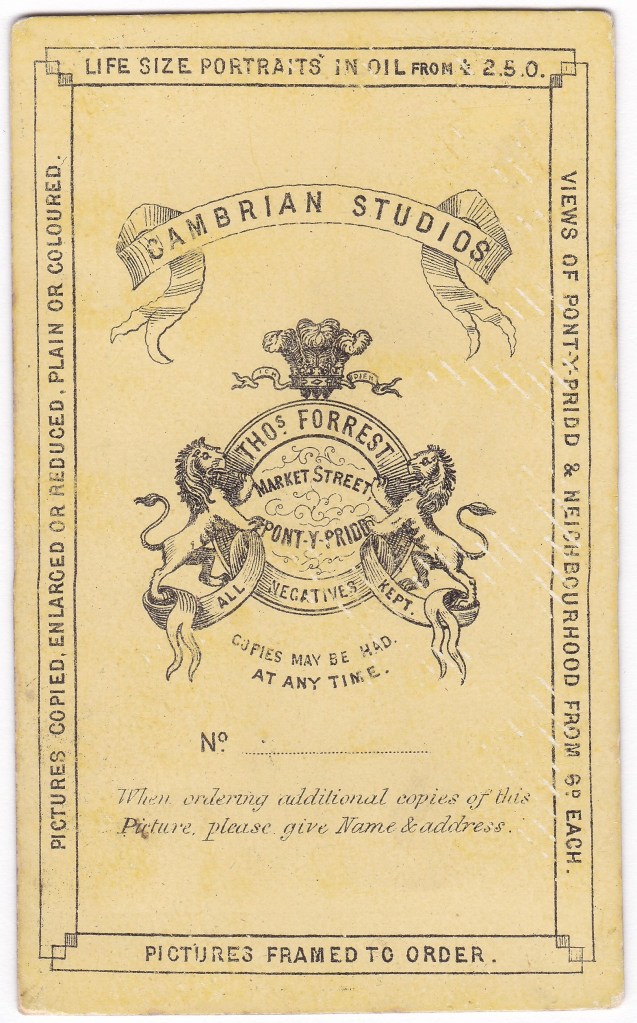 LIFE SIZE PORTRAITS IN OIL FROM £ 2.5.0.
PICTURES COPIED, ENLARGED OR REDUCED, PLAIN OR COLOURED.
VIEWS OF PONT-Y-PRIDD & NEIGHBOURHOOD FROM 6D EACH.
CAMBRIAN STUDIOS
ICH DIEN
THOS FORREST
MARKET STREET,
PONT-Y-PRIDD
ALL NEGATIVES KEPT.
COPIES MAY BE HAD.
AT ANY TIME.
No
When ordering additional copies of this
Picture, please give Name & address.
PICTURES FRAMED TO ORDER.